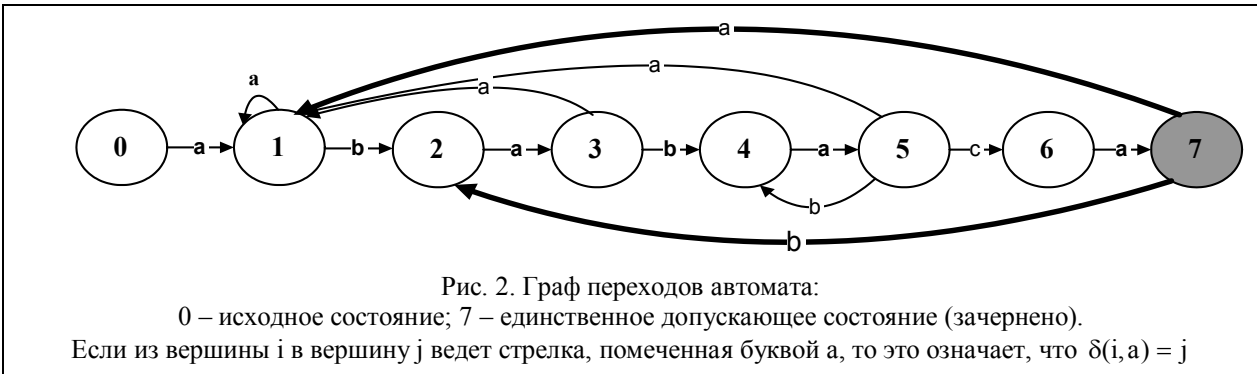 a
a
a
a
0 a 1 b 2 a 3 b 4 a 5 c 6 a 7
b
b
Рис. 2. Граф переходов автомата:
0 – исходное состояние; 7 – единственное допускающее состояние (зачернено).
Если из вершины i в вершину j ведет стрелка, помеченная буквой а, то это означает, что δ(i,a) = j